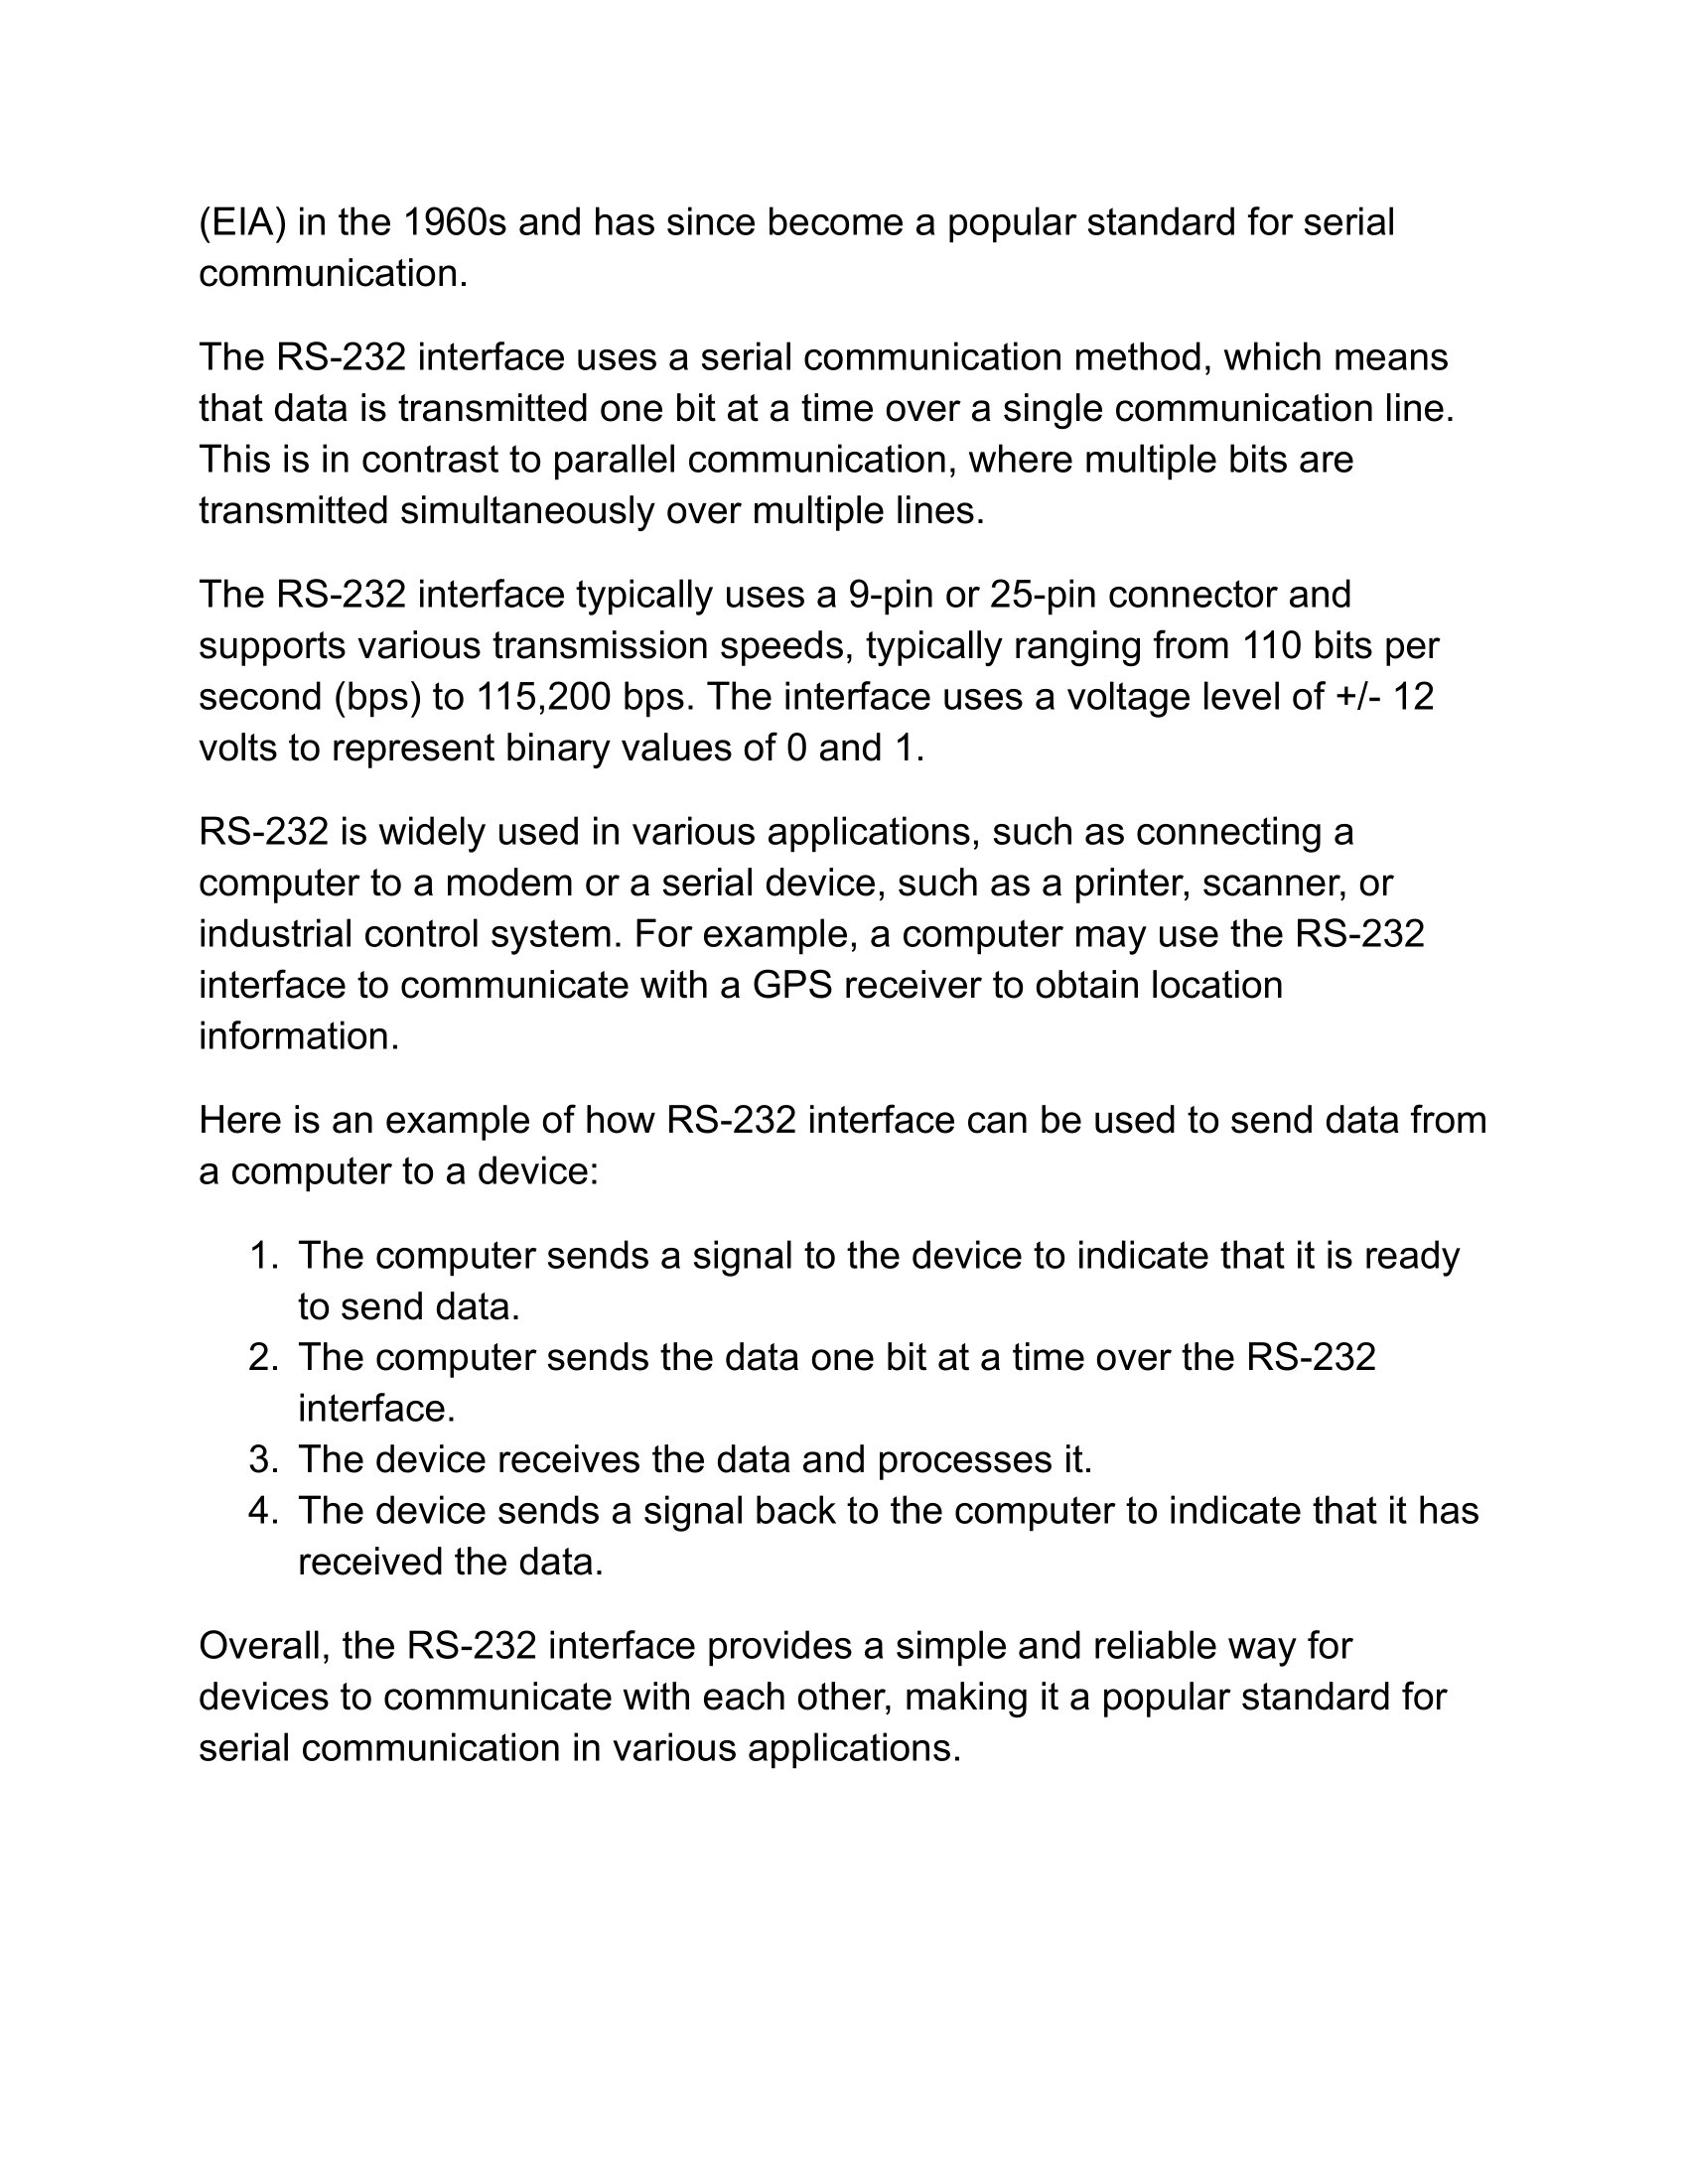 (EIA) in the 1960s and has since become a popular standard for serial
communication.
The RS-232 interface uses a serial communication method, which means
that data is transmitted one bit at a time over a single communication line.
This is in contrast to parallel communication, where multiple bits are
transmitted simultaneously over multiple lines.
The RS-232 interface typically uses a 9-pin or 25-pin connector and
supports various transmission speeds, typically ranging from 110 bits per
second (bps) to 115,200 bps. The interface uses a voltage level of +/- 12
volts to represent binary values of 0 and 1.
RS-232 is widely used in various applications, such as connecting a
computer to a modem or a serial device, such as a printer, scanner, or
industrial control system. For example, a computer may use the RS-232
interface to communicate with a GPS receiver to obtain location
information.
Here is an example of how RS-232 interface can be used to send data from
a computer to a device:
1. The computer sends a signal to the device to indicate that it is ready
to send data.
2. The computer sends the data one bit at a time over the RS-232
interface.
3. The device receives the data and processes it.
4. The device sends a signal back to the computer to indicate that it has
received the data.
Overall, the RS-232 interface provides a simple and reliable way for
devices to communicate with each other, making it a popular standard for
serial communication in various applications.